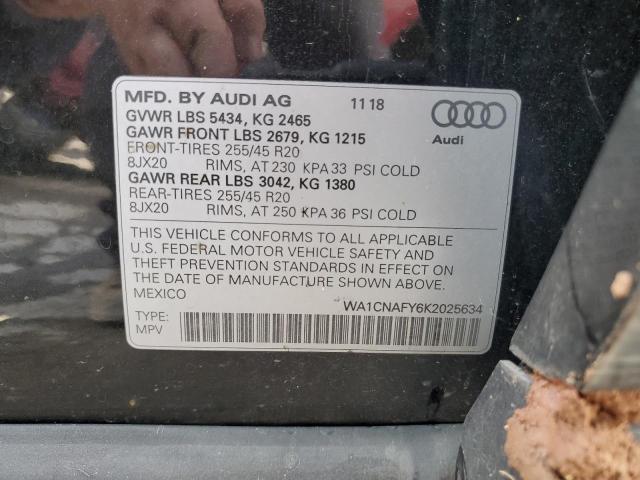 MFD. BY AUDI AG 11 18
GVWR LBS 5434, KG 2465
GAWR FRONT LBS 2679, KG 1215
FRONT-TIRES 255/45 R20
8JX20 RIMS, AT 230 KPA 33 PSI COLD
GAWR REAR LBS 3042, KG 1380
REAR-TIRES 255/45 R20
8JX20 RIMS, AT 250 KPA 36 PSI COLD
Audi
THIS VEHICLE CONFORMS TO ALL APPLICABLE
U.S. FEDERAL MOTOR VEHICLE SAFETY AND
THEFT PREVENTION STANDARDS IN EFFECT ON
THE DATE OF MANUFACTURE SHOWN ABOVE.
MEXICO
WA1CNAFY6K2025634
TYPE:
MPV